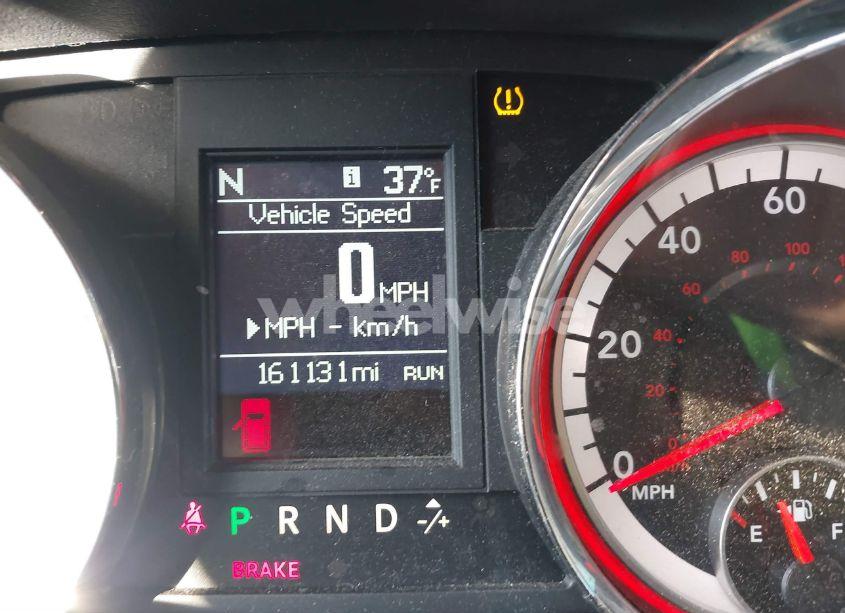 N i 37°F
Vehicle Speed
0 MPH
▸MPH - km/h
161131mi RUN
P R N D -/+
BRAKE
60
40
20
0
MPH
100
80
60
40
20
0
E F
wheelwise